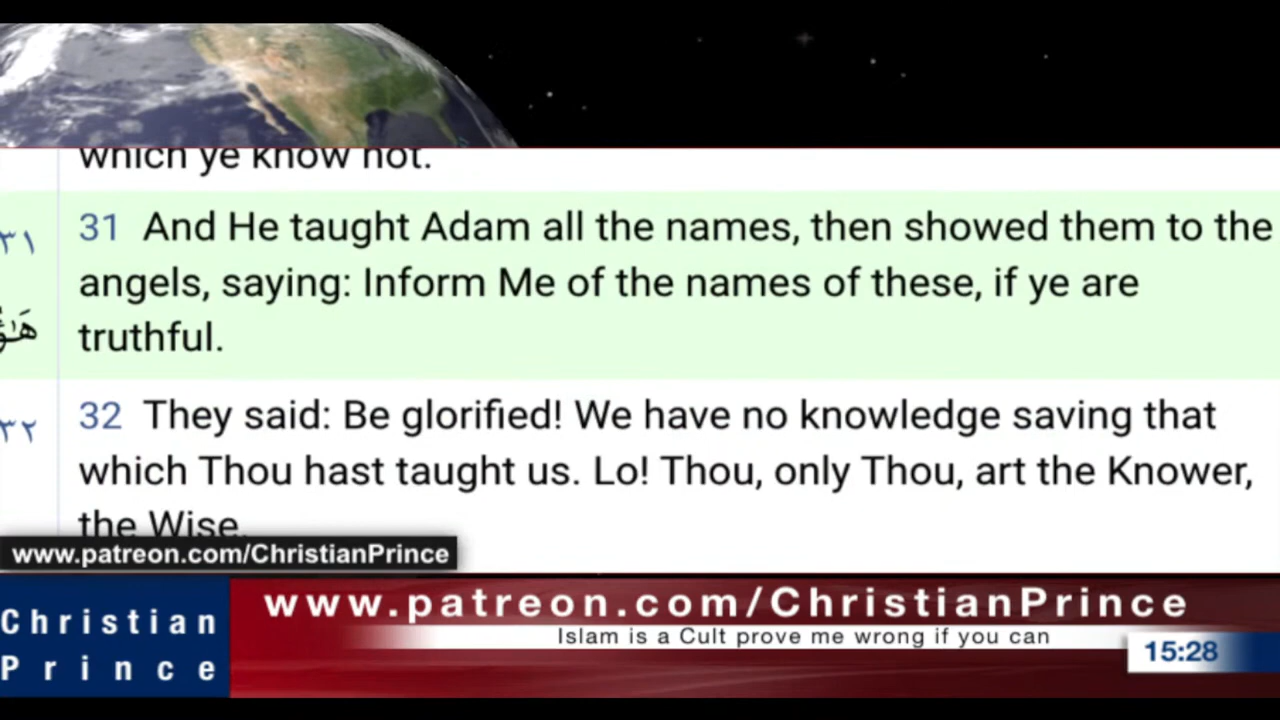 which ye know not.
٣١
31 And He taught Adam all the names, then showed them to the
angels, saying: Inform Me of the names of these, if ye are
truthful.
٣٢
32 They said: Be glorified! We have no knowledge saving that
which Thou hast taught us. Lo! Thou, only Thou, art the Knower,
the Wise.
www.patreon.com/ChristianPrince
www.patreon.com/ChristianPrince
Christian
Prince
Islam is a Cult prove me wrong if you can
15:28